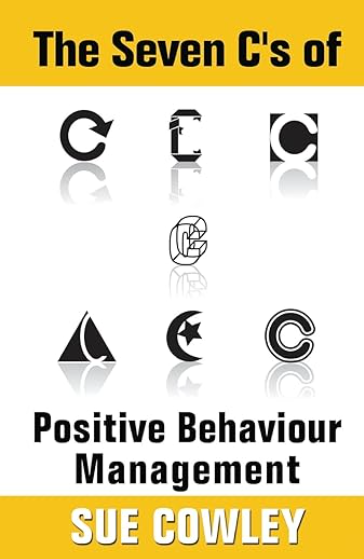 The Seven C's of
C C C
C
C C C
Positive Behaviour
Management
SUE COWLEY